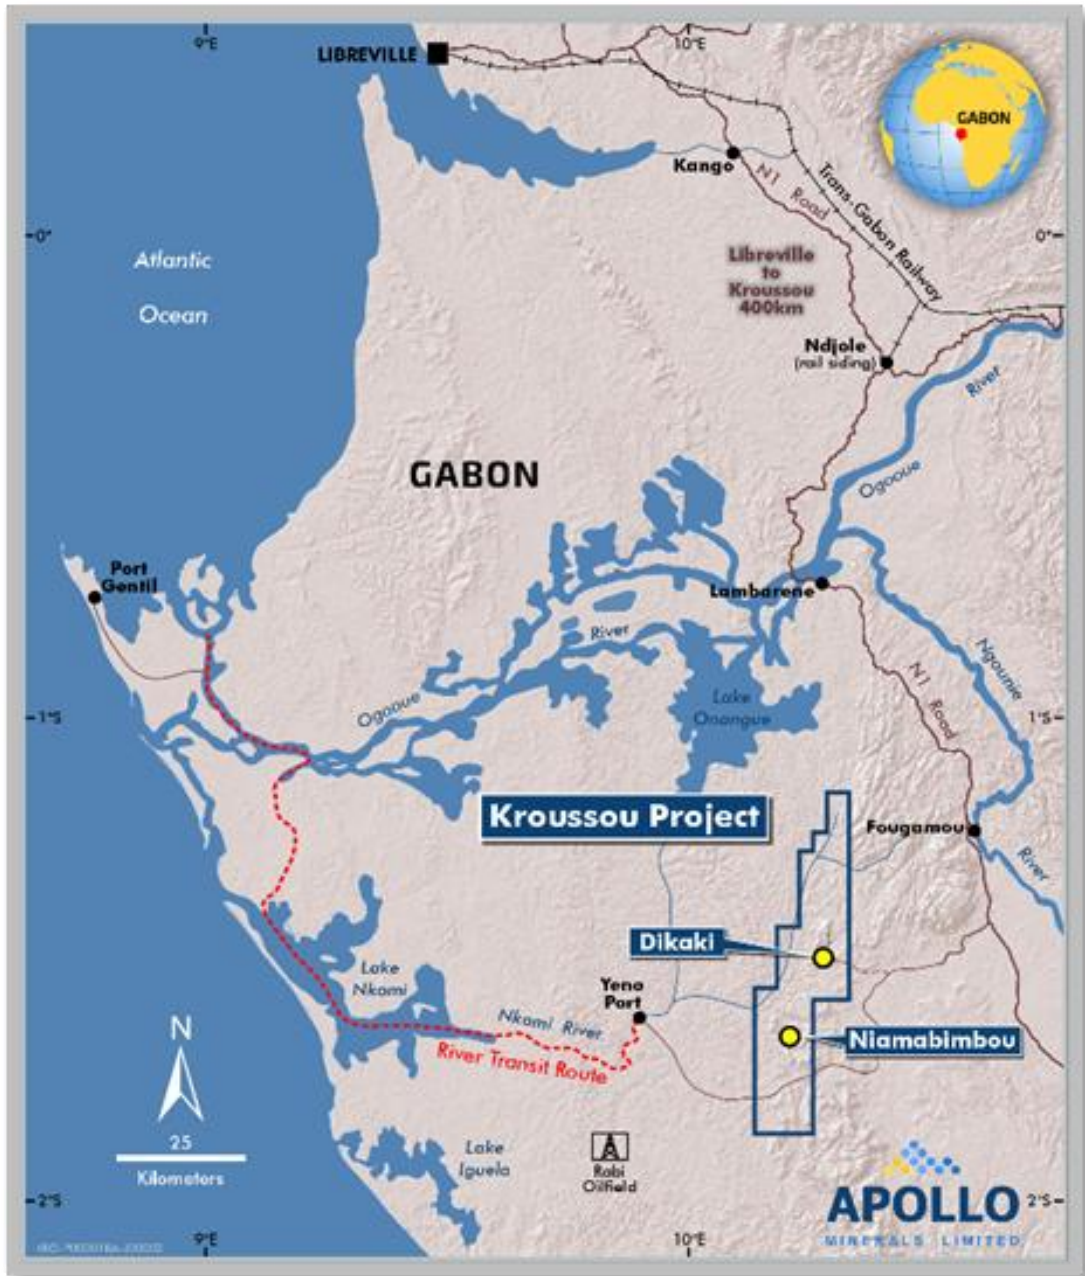 9°E
10°E
LIBREVILLE
GABON
Kango
N1 Road
Trans-Gabon Railway
0°
0°
Atlantic
Ocean
Libreville
to
Kroussou
400km
Ndjole
(rail siding)
River
GABON
Ogooue
Port
Gentil
Lambarene
River
Ngounie
Lake
Onangue
Ogooue
N1 Road
1°S
1°S
Kroussou Project
Fougamou
River
Dikaki
Lake
Nkomi
Yeno
Port
Nkomi River
Niamabimbou
River Transit Route
N
25
Kilometers
Lake
Iguela
Rabi
Oilfield
APOLLO
MINERALS LIMITED
2°S
2°S
9°E
10°E